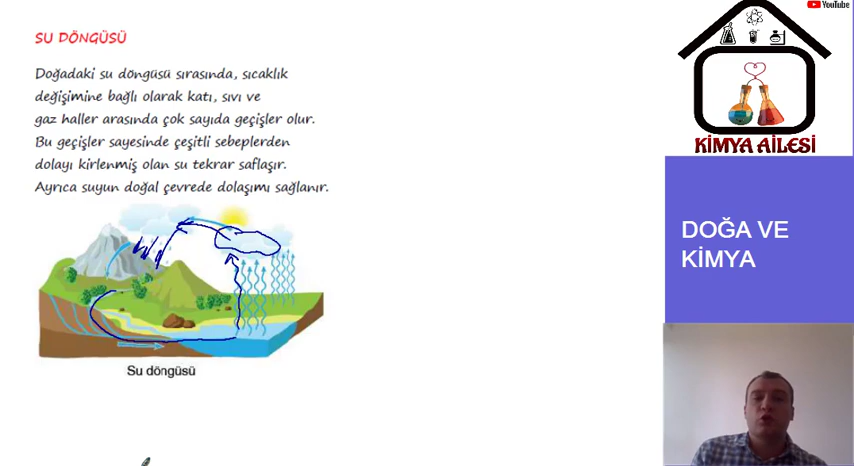 SU DÖNGÜSÜ
Doğadaki su döngüsü sırasında, sıcaklık
değişimine bağlı olarak katı, sıvı ve
gaz haller arasında çok sayıda geçişler olur.
Bu geçişler sayesinde çeşitli sebeplerden
dolayı kirlenmiş olan su tekrar saflaşır.
Ayrıca suyun doğal çevrede dolaşımı sağlanır.
Su döngüsü
YouTube
KİMYA AİLESİ
DOĞA VE
KİMYA